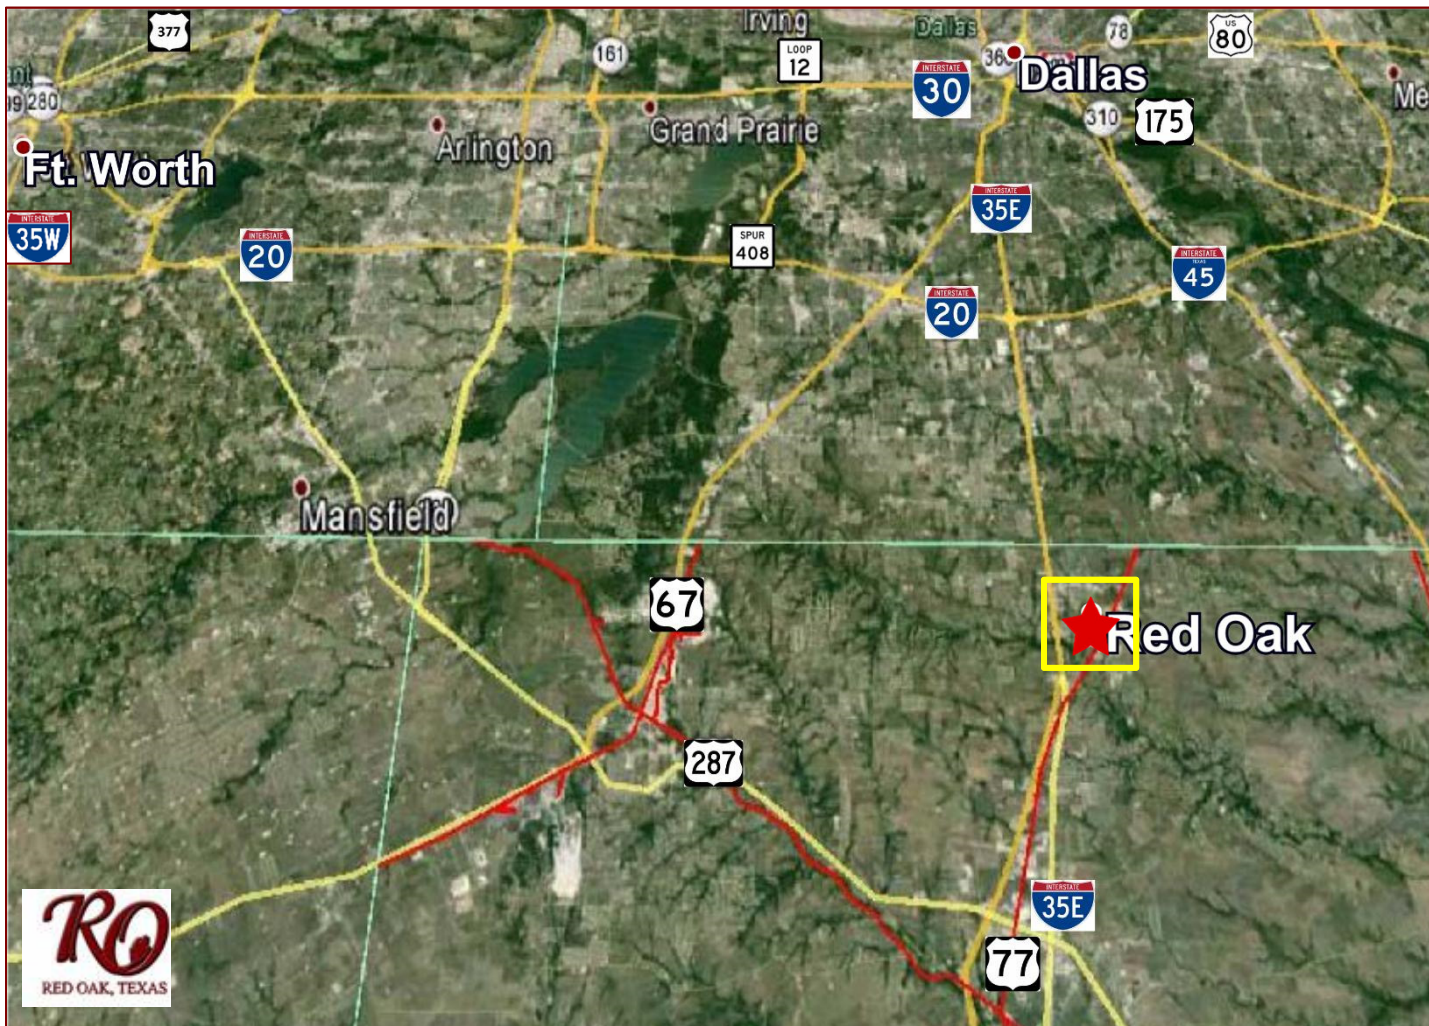 377
Irving
Dallas
78
US
80
161
LOOP
12
INTERSTATE
30
Dallas
280
310
175
Me
Arlington
Grand Prairie
Ft. Worth
INTERSTATE
35W
INTERSTATE
20
SPUR
408
INTERSTATE
35E
INTERSTATE
TEXAS
45
INTERSTATE
20
Mansfield
67
Red Oak
287
INTERSTATE
35E
77
RO
RED OAK, TEXAS